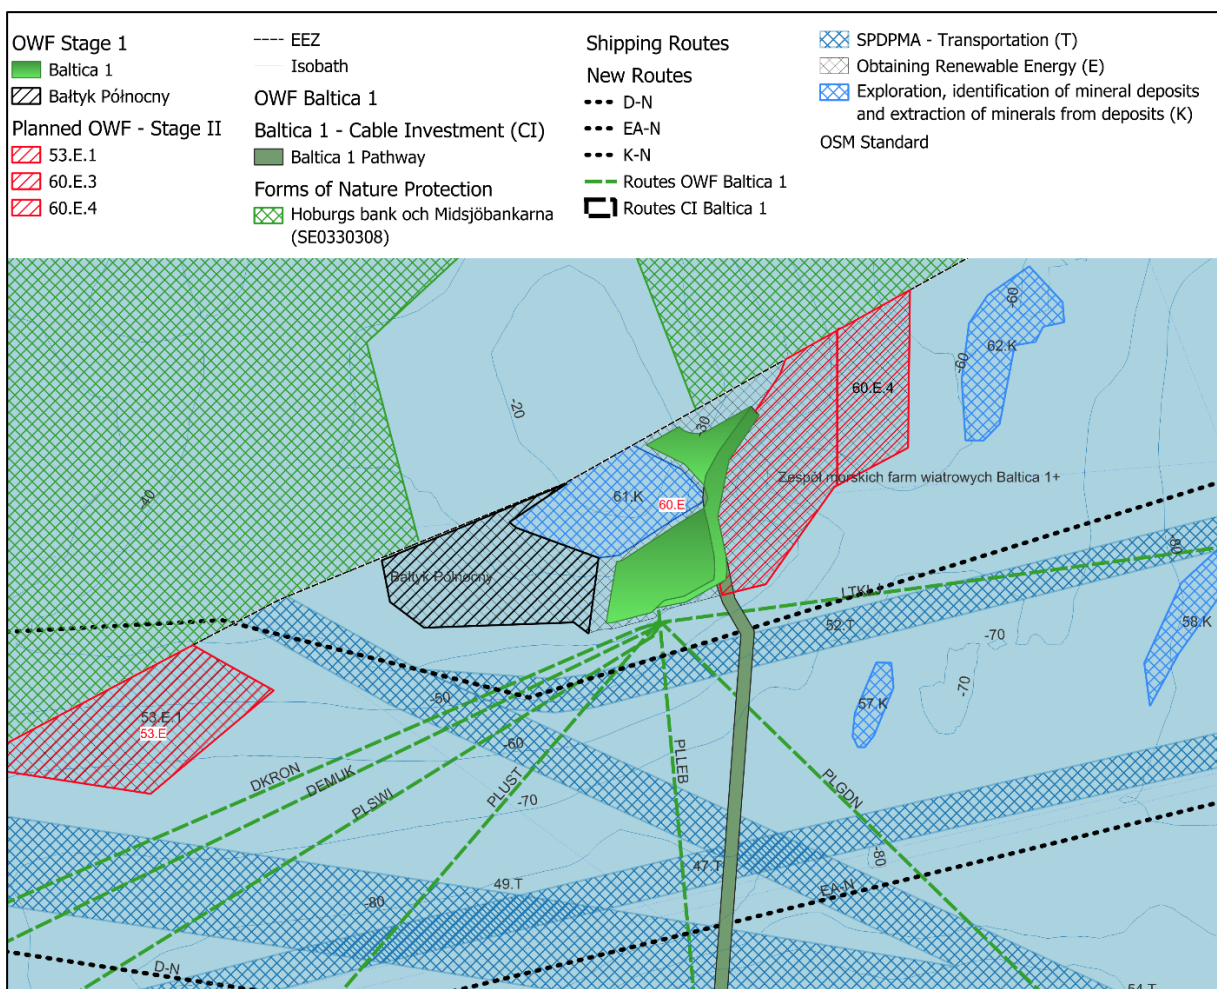 OWF Stage 1
Baltica 1
Bałtyk Północny
Planned OWF - Stage II
53.E.1
60.E.3
60.E.4
EEZ
Isobath
OWF Baltica 1
Baltica 1 - Cable Investment (CI)
Baltica 1 Pathway
Forms of Nature Protection
Hoburgs bank och Midsjöbankarna
(SE0330308)
Shipping Routes
New Routes
D-N
EA-N
K-N
Routes OWF Baltica 1
Routes CI Baltica 1
SPDPMA - Transportation (T)
Obtaining Renewable Energy (E)
Exploration, identification of mineral deposits
and extraction of minerals from deposits (K)
OSM Standard
-60
62.K
-60
60.E.4
-20
-30
Zespół morskich farm wiatrowych Baltica 1+
-40
61.K
60.E
-80
Bałtyk Północny
LTKLJ
52.T
58.K
-70
-70
53.E.1
53.E
-50
57.K
-60
DKRON
DEMUK
PLSWI
PLUST
PLLEB
PLGDN
-70
-80
47.T
49.T
EA-N
-80
D-N
54.T